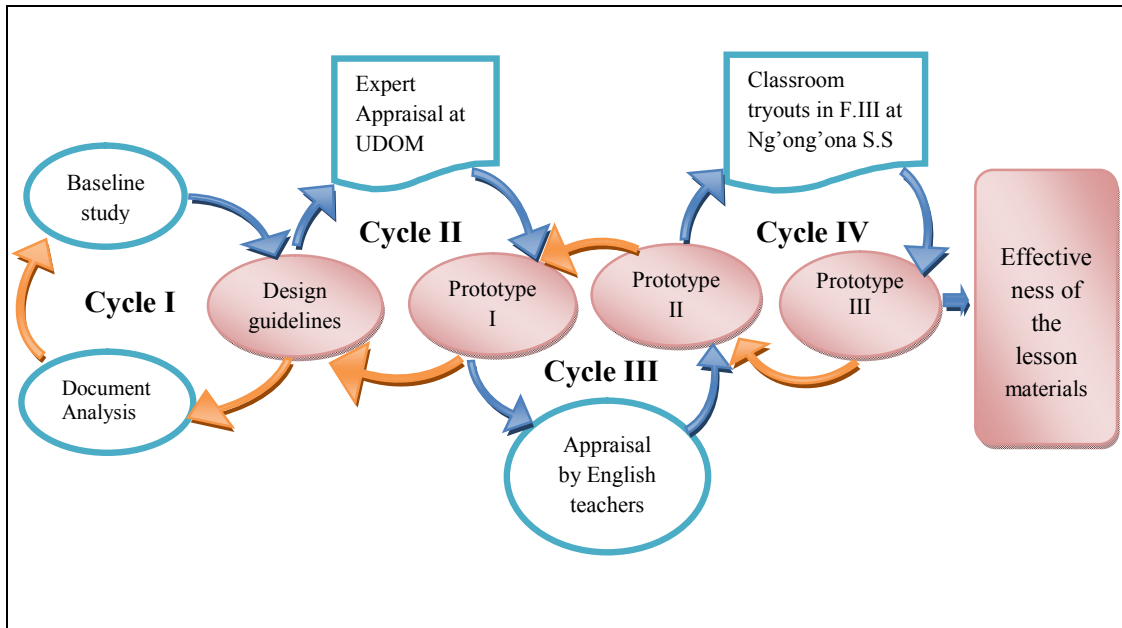 Baseline
study
Cycle I
Document
Analysis
Design
guidelines
Expert
Appraisal at
UDOM
Cycle II
Prototype
I
Cycle III
Appraisal
by English
teachers
Prototype
II
Classroom
tryouts in F.III at
Ng’ong’ona S.S
Cycle IV
Prototype
III
Effective
ness of
the
lesson
materials